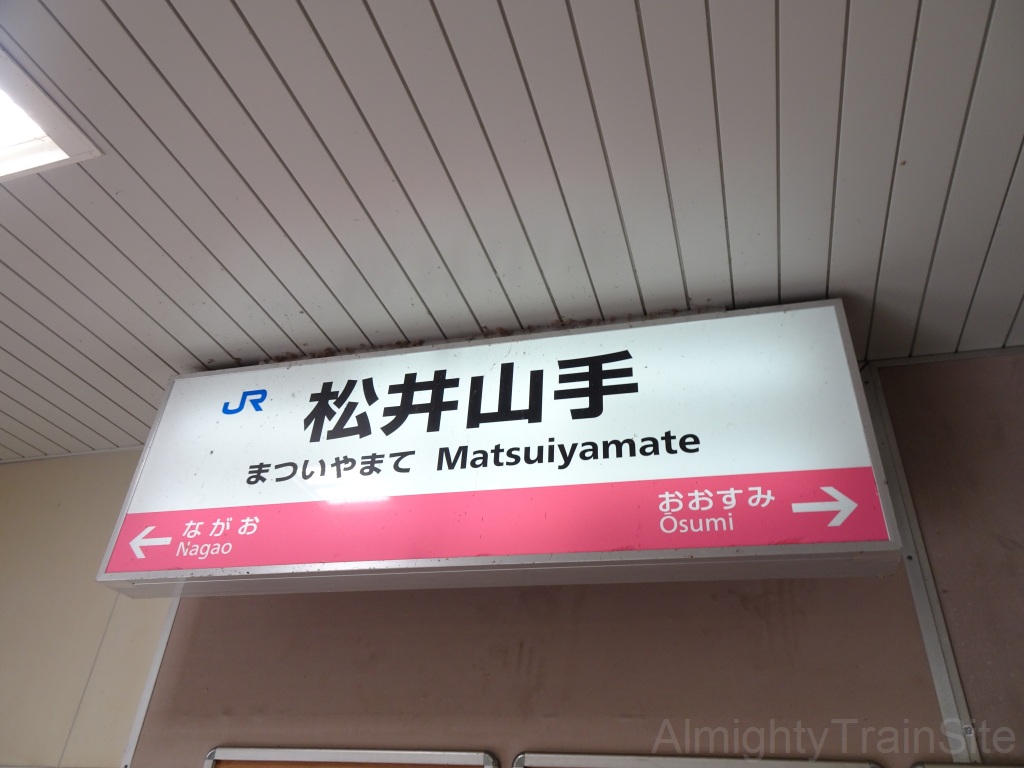 JR 松井山手
まついやまて Matsuiyamate
← ながお
Nagao
おおすみ →
Ōsumi
AlmightyTrainSite